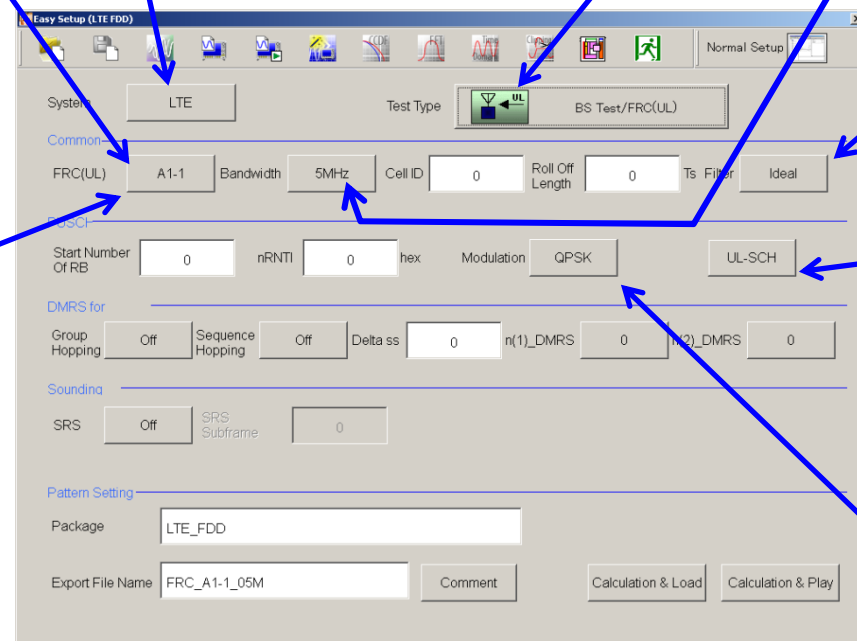 Easy Setup (LTE FDD)
Normal Setup
System LTE Test Type UL BS Test/FRC(UL)
Common
FRC(UL) A1-1 Bandwidth 5MHz Cell ID 0 Roll Off Length 0 Ts Filter Ideal
PUSCH
Start Number Of RB 0 nRNTI 0 hex Modulation QPSK UL-SCH
DMRS for
Group Hopping Off Sequence Hopping Off Delta ss 0 n(1)_DMRS 0 n(2)_DMRS 0
Sounding
SRS Off SRS Subframe 0
Pattern Setting
Package LTE_FDD
Export File Name FRC_A1-1_05M Comment Calculation & Load Calculation & Play